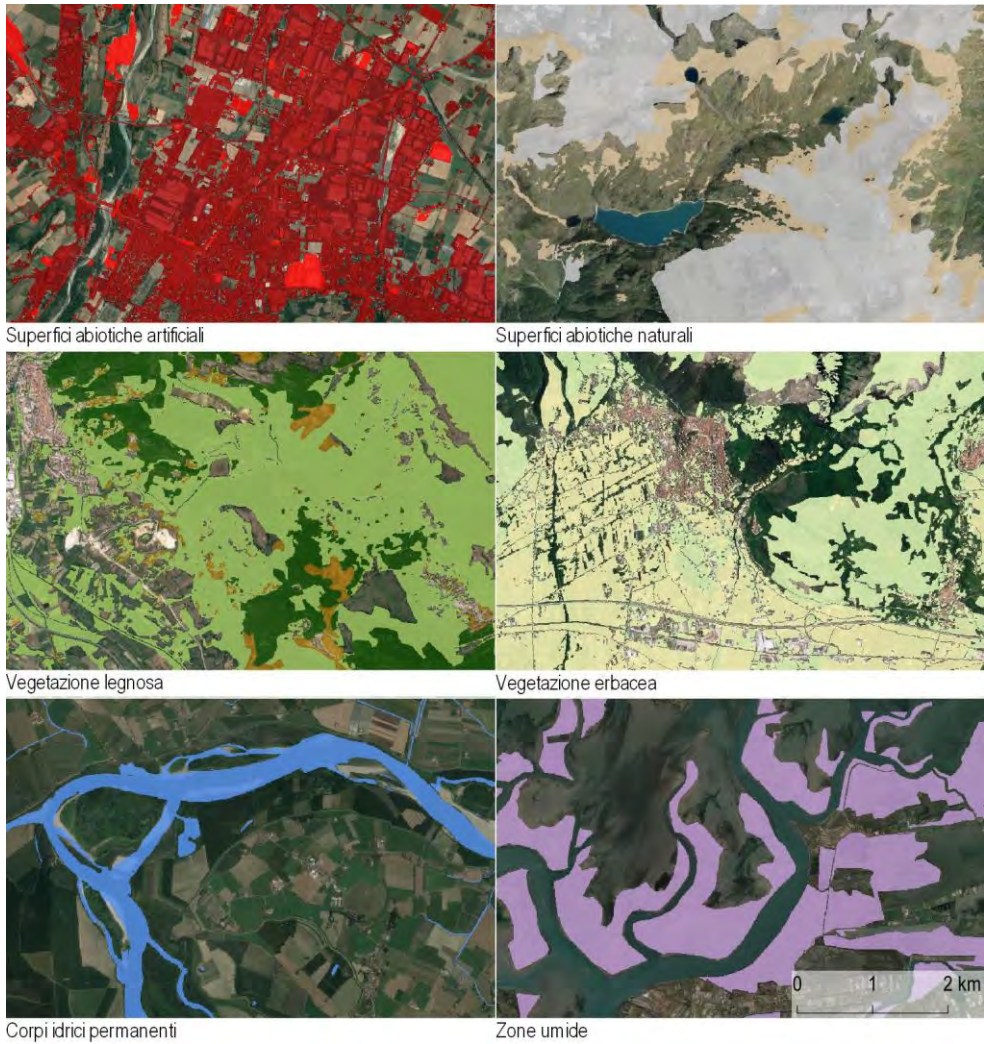 Superfici abiotiche artificiali
Superfici abiotiche naturali
Vegetazione legnosa
Vegetazione erbacea
0 1 2 km
Corpi idrici permanenti
Zone umide